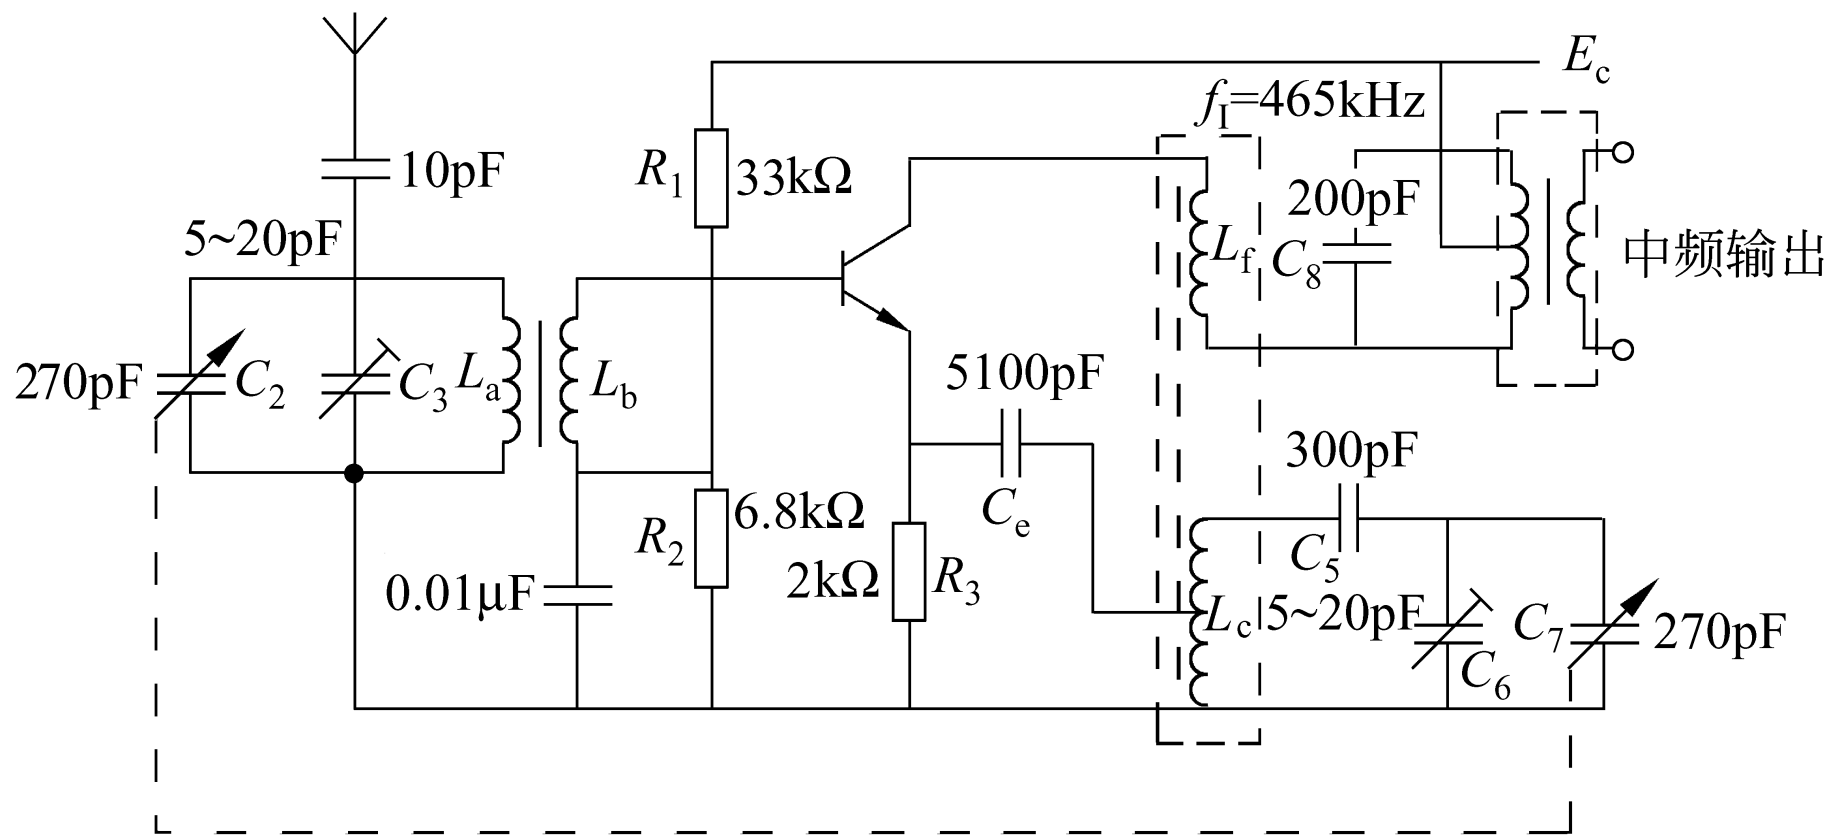 E_c
f_I=465kHz
10pF
R_1
33kΩ
200pF
5~20pF
L_f
C_8
中频输出
270pF
C_2
C_3
L_a
L_b
5100pF
300pF
C_e
R_2
6.8kΩ
C_5
2kΩ
R_3
0.01μF
L_c
5~20pF
C_7
270pF
C_6